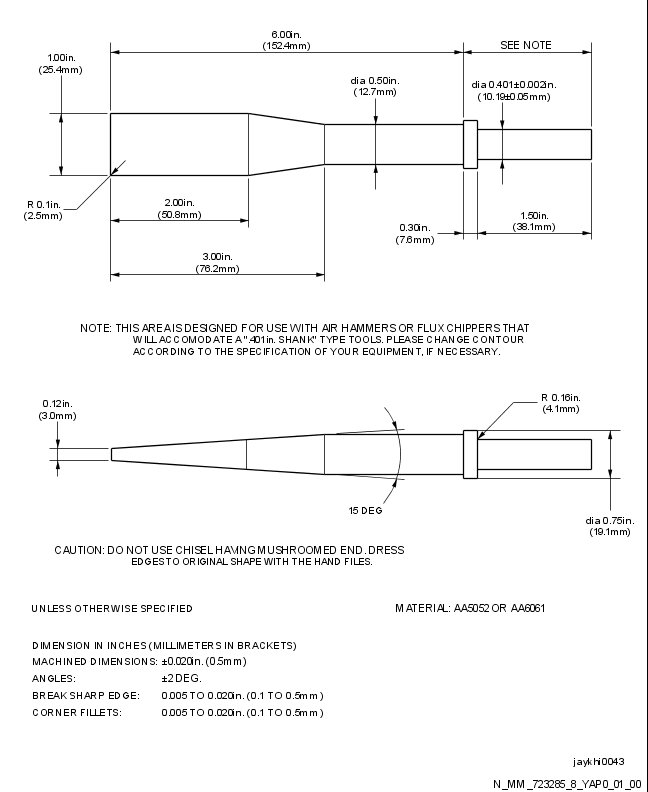 6.00in.
(152.4mm)
SEE NOTE
1.00in.
(25.4mm)
dia 0.50in.
(12.7mm)
dia 0.401±0.002in.
(10.19±0.05mm)
R 0.1in.
(2.5mm)
2.00in.
(50.8mm)
0.30in.
(7.6mm)
1.50in.
(38.1mm)
3.00in.
(76.2mm)
NOTE: THIS AREA IS DESIGNED FOR USE WITH AIR HAMMERS OR FLUX CHIPPERS THAT
WILL ACCOMODATE A ".401in. SHANK" TYPE TOOLS. PLEASE CHANGE CONTOUR
ACCORDING TO THE SPECIFICATION OF YOUR EQUIPMENT, IF NECESSARY.
0.12in.
(3.0mm)
R 0.16in.
(4.1mm)
15 DEG
dia 0.75in.
(19.1mm)
CAUTION: DO NOT USE CHISEL HAVING MUSHROOMED END. DRESS
EDGES TO ORIGINAL SHAPE WITH THE HAND FILES.
UNLESS OTHERWISE SPECIFIED
MATERIAL: AA5052 OR AA6061
DIMENSION IN INCHES (MILLIMETERS IN BRACKETS)
MACHINED DIMENSIONS: ±0.020in. (0.5mm)
ANGLES: ±2 DEG.
BREAK SHARP EDGE: 0.005 TO 0.020in. (0.1 TO 0.5mm)
CORNER FILLETS: 0.005 TO 0.020in. (0.1 TO 0.5mm)
jaykhi0043
N_MM_723285_8_YAP0_01_00